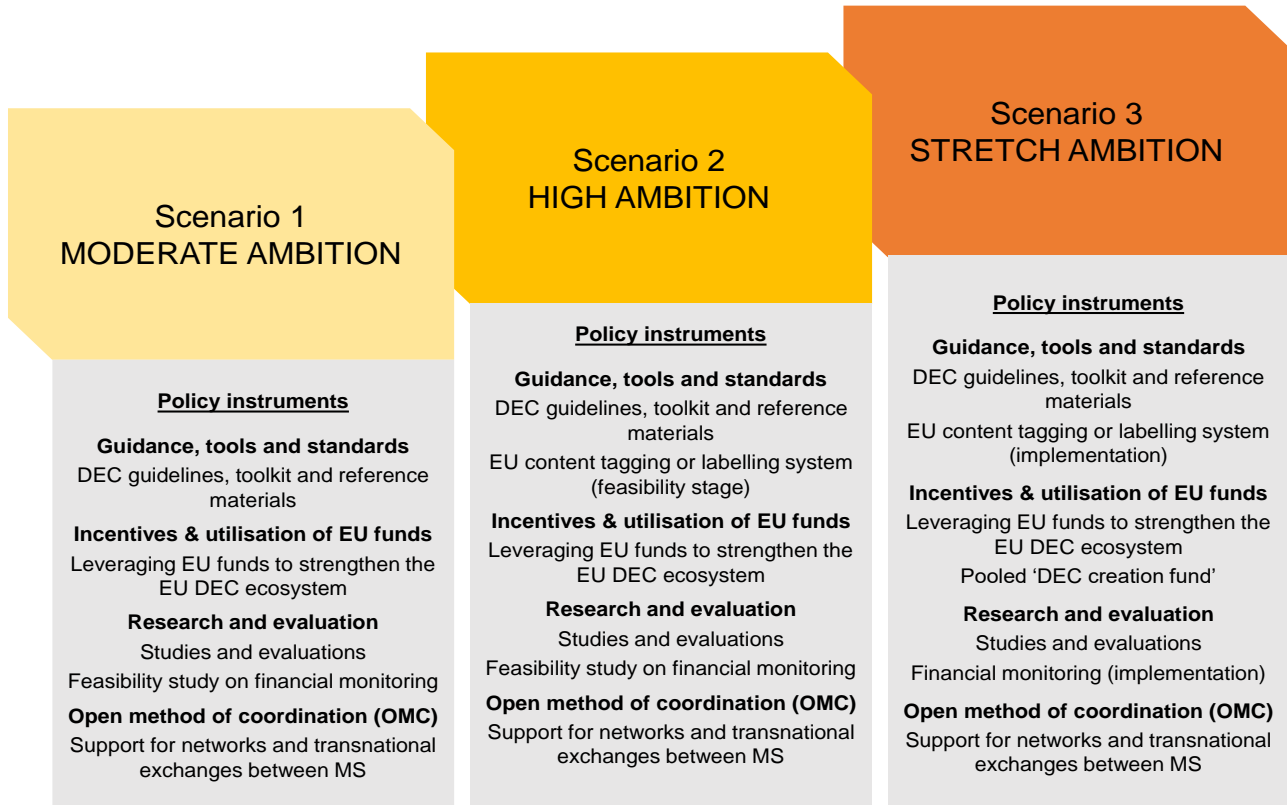 Scenario 1
MODERATE AMBITION
Policy instruments
Guidance, tools and standards
DEC guidelines, toolkit and reference
materials
Incentives & utilisation of EU funds
Leveraging EU funds to strengthen the
EU DEC ecosystem
Research and evaluation
Studies and evaluations
Feasibility study on financial monitoring
Open method of coordination (OMC)
Support for networks and transnational
exchanges between MS
Scenario 2
HIGH AMBITION
Policy instruments
Guidance, tools and standards
DEC guidelines, toolkit and reference
materials
EU content tagging or labelling system
(feasibility stage)
Incentives & utilisation of EU funds
Leveraging EU funds to strengthen the
EU DEC ecosystem
Research and evaluation
Studies and evaluations
Feasibility study on financial monitoring
Open method of coordination (OMC)
Support for networks and transnational
exchanges between MS
Scenario 3
STRETCH AMBITION
Policy instruments
Guidance, tools and standards
DEC guidelines, toolkit and reference
materials
EU content tagging or labelling system
(implementation)
Incentives & utilisation of EU funds
Leveraging EU funds to strengthen the
EU DEC ecosystem
Pooled ‘DEC creation fund’
Research and evaluation
Studies and evaluations
Financial monitoring (implementation)
Open method of coordination (OMC)
Support for networks and transnational
exchanges between MS